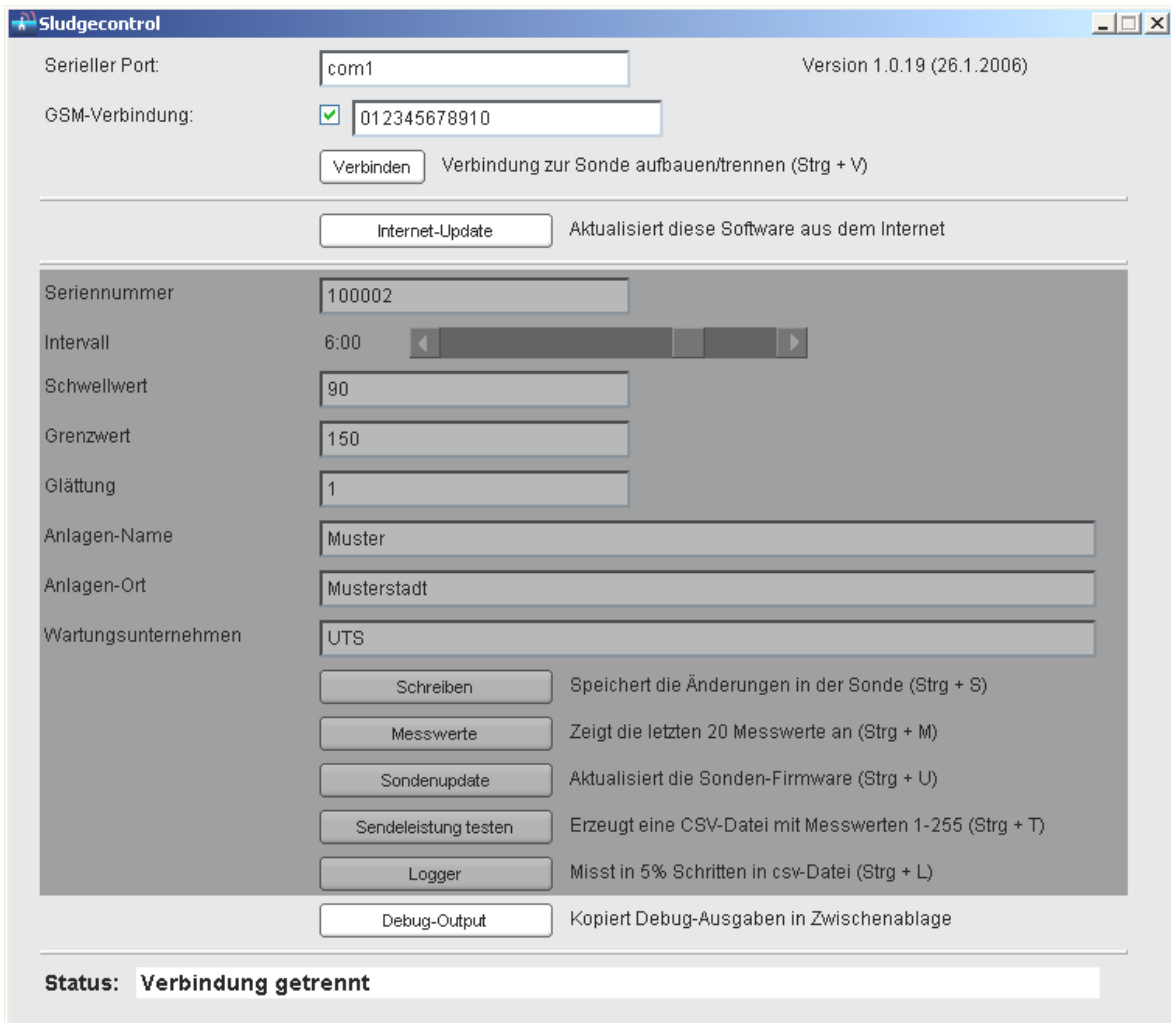 Sludgecontrol
Serieller Port: com1 Version 1.0.19 (26.1.2006)
GSM-Verbindung: 012345678910
Verbinden Verbindung zur Sonde aufbauen/trennen (Strg + V)
Internet-Update Aktualisiert diese Software aus dem Internet
Seriennummer 100002
Intervall 6:00
Schwellwert 90
Grenzwert 150
Glättung 1
Anlagen-Name Muster
Anlagen-Ort Musterstadt
Wartungsunternehmen UTS
Schreiben Speichert die Änderungen in der Sonde (Strg + S)
Messwerte Zeigt die letzten 20 Messwerte an (Strg + M)
Sondenupdate Aktualisiert die Sonden-Firmware (Strg + U)
Sendeleistung testen Erzeugt eine CSV-Datei mit Messwerten 1-255 (Strg + T)
Logger Misst in 5% Schritten in csv-Datei (Strg + L)
Debug-Output Kopiert Debug-Ausgaben in Zwischenablage
Status: Verbindung getrennt